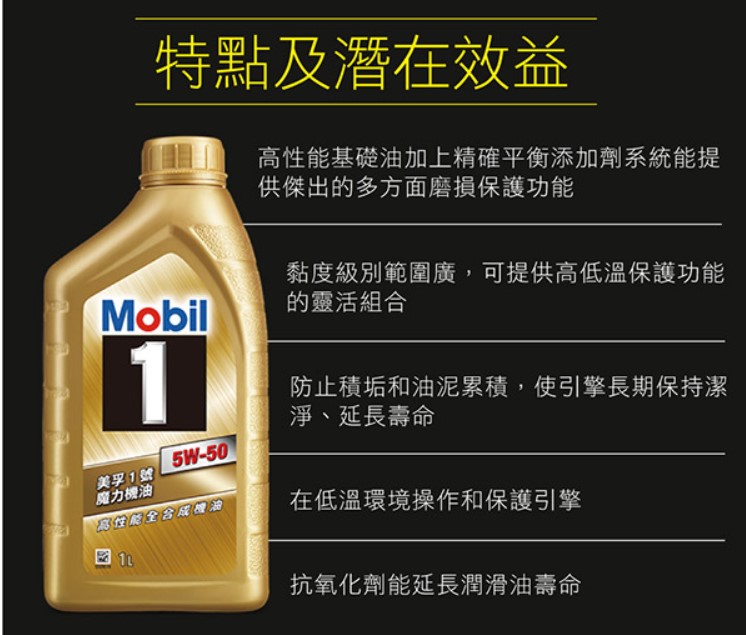 特點及潛在效益
高性能基礎油加上精確平衡添加劑系統能提
供傑出的多方面磨損保護功能
黏度級別範圍廣，可提供高低溫保護功能
的靈活組合
防止積垢和油泥累積，使引擎長期保持潔
淨、延長壽命
在低溫環境操作和保護引擎
抗氧化劑能延長潤滑油壽命
Mobil
1
5W-50
美孚1號
魔力機油
高性能全合成機油
1L